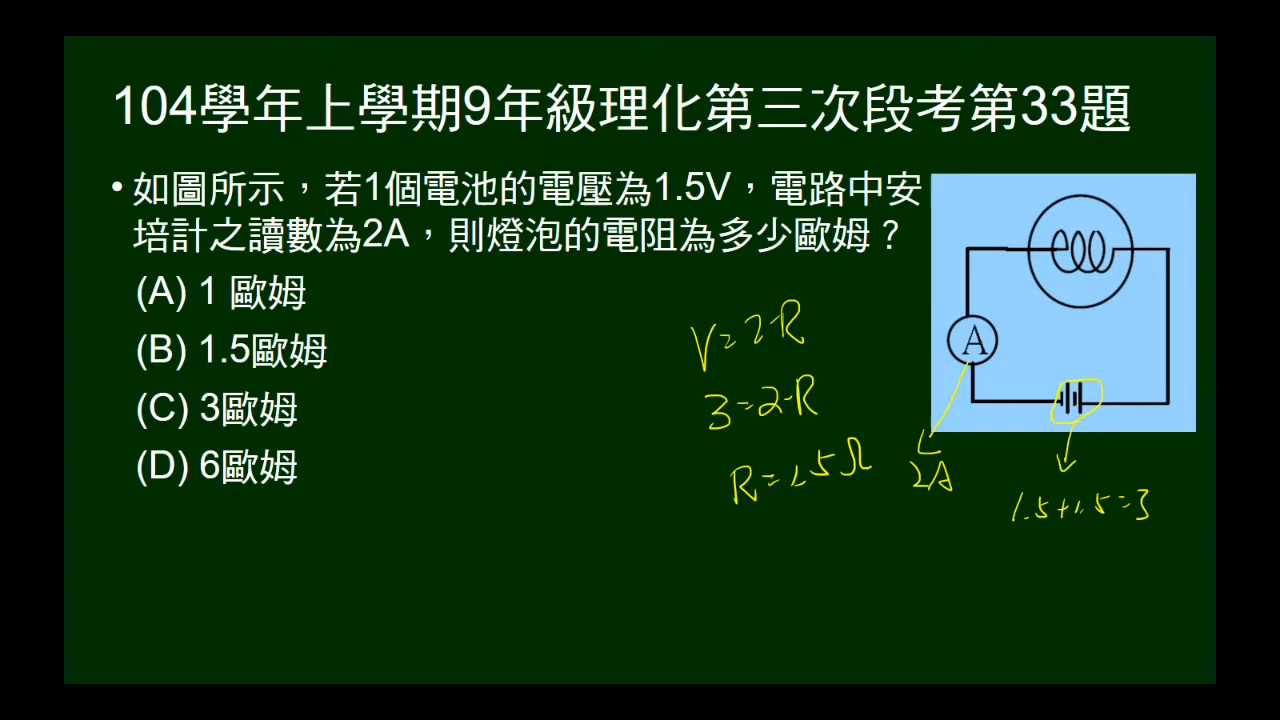 104學年上學期9年級理化第三次段考第33題
•如圖所示，若1個電池的電壓為1.5V，電路中安
培計之讀數為2A，則燈泡的電阻為多少歐姆？
(A) 1 歐姆
(B) 1.5歐姆
(C) 3歐姆
(D) 6歐姆
V=2·R
3=2·R
R=1.5Ω
A
2A
1.5+1.5=3